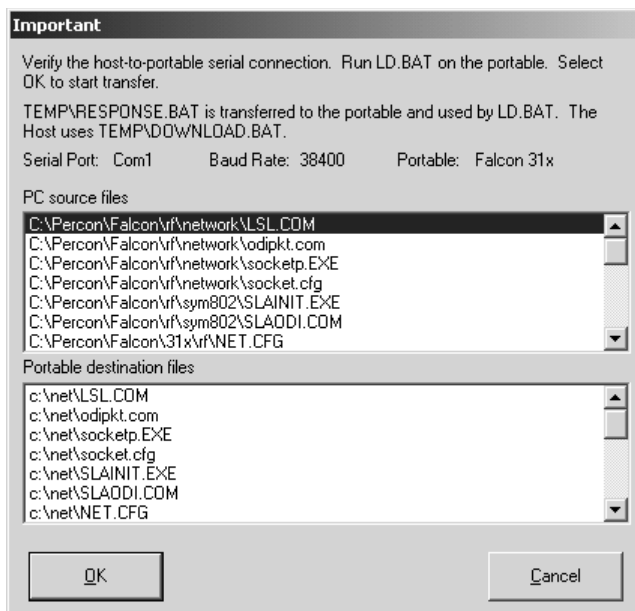 Important
Verify the host-to-portable serial connection. Run LD.BAT on the portable. Select
OK to start transfer.
TEMP\RESPONSE.BAT is transferred to the portable and used by LD.BAT. The
Host uses TEMP\DOWNLOAD.BAT.
Serial Port: Com1 Baud Rate: 38400 Portable: Falcon 31x
PC source files
C:\Percon\Falcon\rf\network\LSL.COM
C:\Percon\Falcon\rf\network\odipkt.com
C:\Percon\Falcon\rf\network\socketp.EXE
C:\Percon\Falcon\rf\network\socket.cfg
C:\Percon\Falcon\rf\sym802\SLAINIT.EXE
C:\Percon\Falcon\rf\sym802\SLAODI.COM
C:\Percon\Falcon\31x\rf\NET.CFG
Portable destination files
c:\net\LSL.COM
c:\net\odipkt.com
c:\net\socketp.EXE
c:\net\socket.cfg
c:\net\SLAINIT.EXE
c:\net\SLAODI.COM
c:\net\NET.CFG
OK Cancel